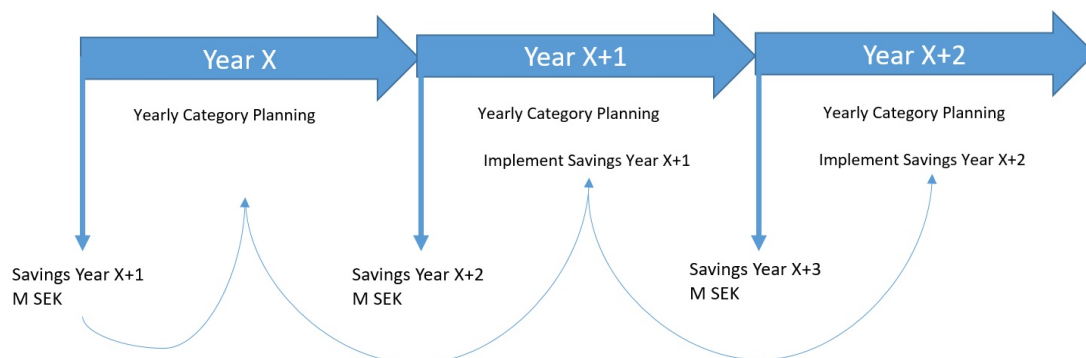 Year X
Year X+1
Year X+2
Yearly Category Planning
Yearly Category Planning
Yearly Category Planning
Implement Savings Year X+1
Implement Savings Year X+2
Savings Year X+1
M SEK
Savings Year X+2
M SEK
Savings Year X+3
M SEK